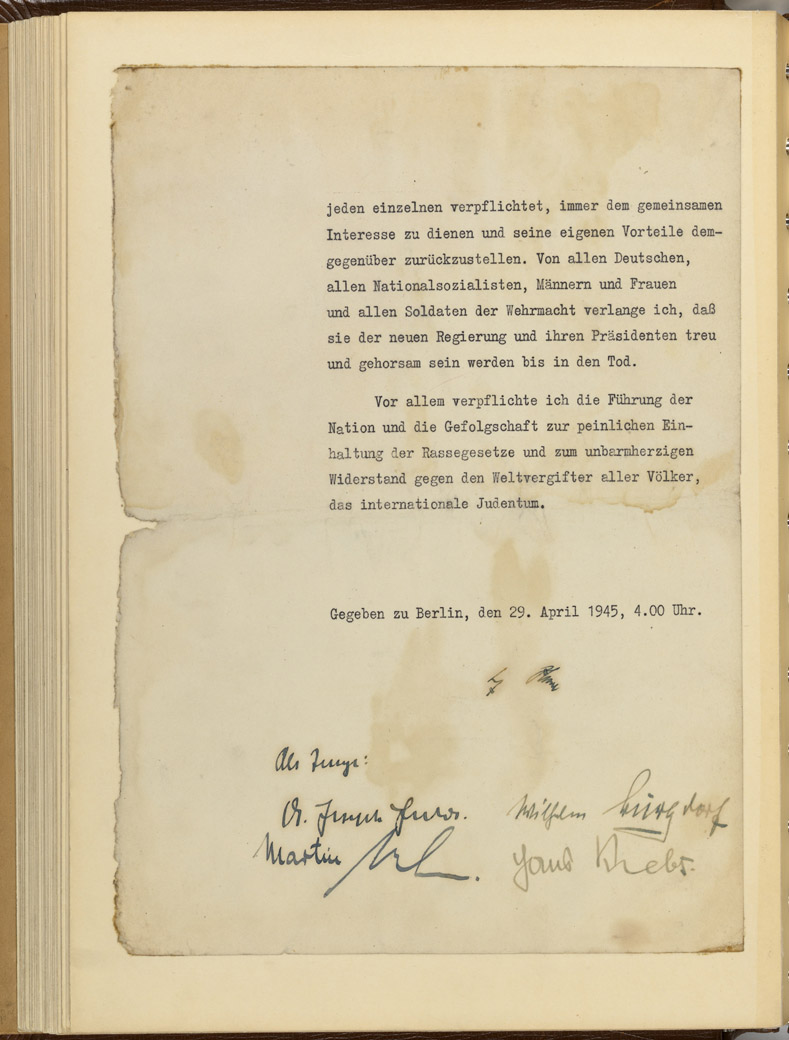 jeden einzelnen verpflichtet, immer dem gemeinsamen
Interesse zu dienen und seine eigenen Vorteile dem-
gegenüber zurückzustellen. Von allen Deutschen,
allen Nationalsozialisten, Männern und Frauen
und allen Soldaten der Wehrmacht verlange ich, daß
sie der neuen Regierung und ihren Präsidenten treu
und gehorsam sein werden bis in den Tod.
Vor allem verpflichte ich die Führung der
Nation und die Gefolgschaft zur peinlichen Ein-
haltung der Rassegesetze und zum unbarmherzigen
Widerstand gegen den Weltvergifter aller Völker,
das internationale Judentum.
Gegeben zu Berlin, den 29. April 1945, 4.00 Uhr.
Als Zeuge:
Dr. Joseph Wilhelm Burgdorf
Martin Hans Krebs.